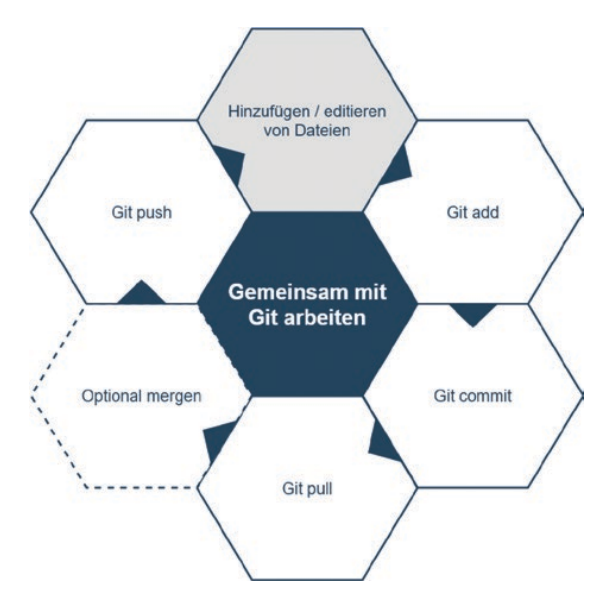 Hinzufügen / editieren
von Dateien
Git push
Git add
Gemeinsam mit
Git arbeiten
Optional mergen
Git commit
Git pull